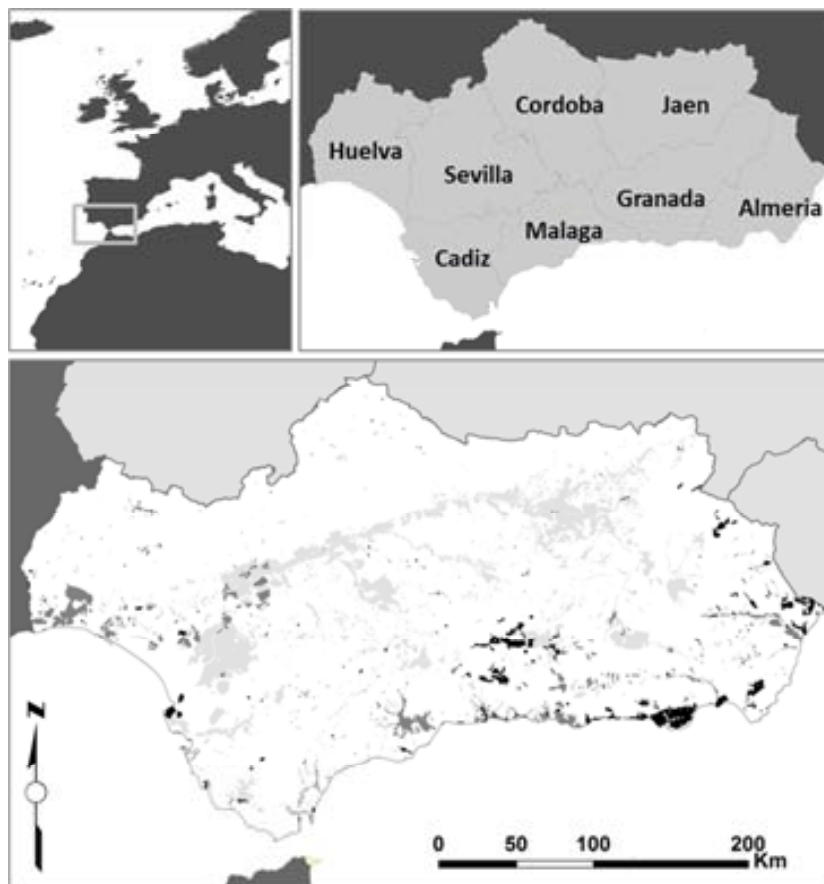 Cordoba
Jaen
Huelva
Sevilla
Granada
Almeria
Malaga
Cadiz
N
0 50 100 200
Km